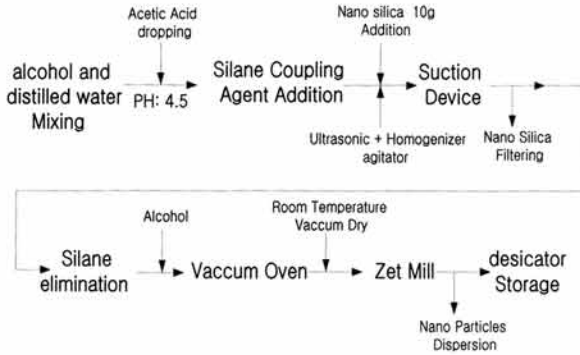 Acetic Acid
dropping
Nano silica 10g
Addition
alcohol and
distilled water
Mixing
PH: 4.5
Silane Coupling
Agent Addition
Suction
Device
Ultrasonic + Homogenizer
agitator
Nano Silica
Filtering
Alcohol
Room Temperature
Vaccum Dry
Silane
elimination
Vaccum Oven
Zet Mill
desicator
Storage
Nano Particles
Dispersion